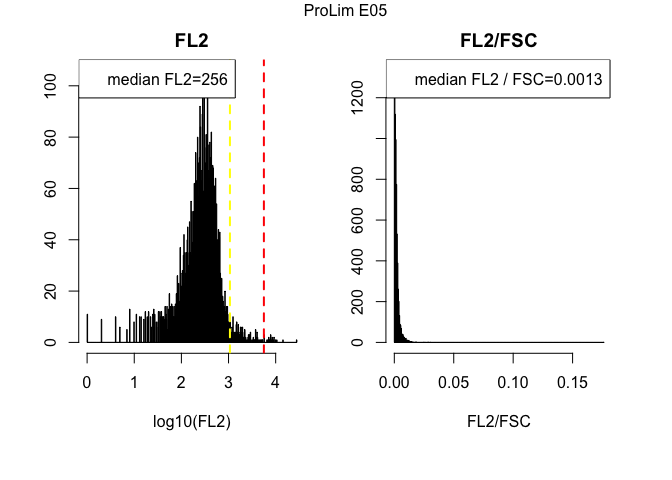 ProLim E05
FL2
median FL2=256
0
20
40
60
80
100
0 1 2 3 4
log10(FL2)
FL2/FSC
median FL2 / FSC=0.0013
0
200
400
600
800
1200
0.00 0.05 0.10 0.15
FL2/FSC